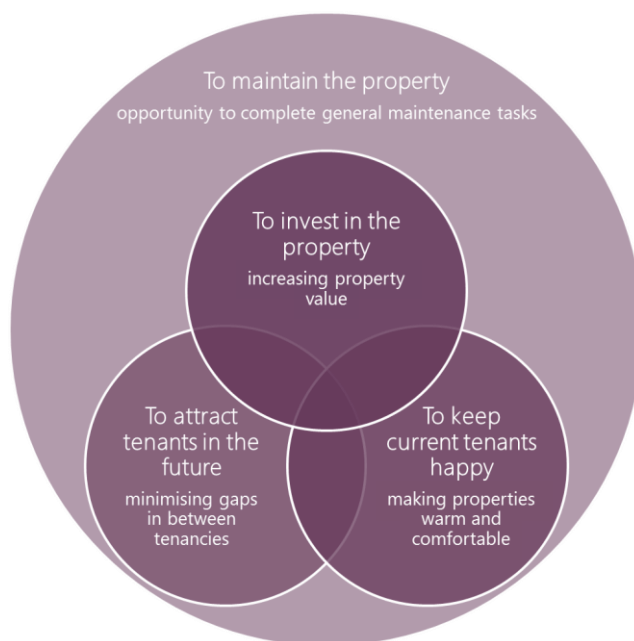 To maintain the property
opportunity to complete general maintenance tasks
To invest in the
property
increasing property
value
To attract
tenants in the
future
minimising gaps
in between
tenancies
To keep
current tenants
happy
making properties
warm and
comfortable